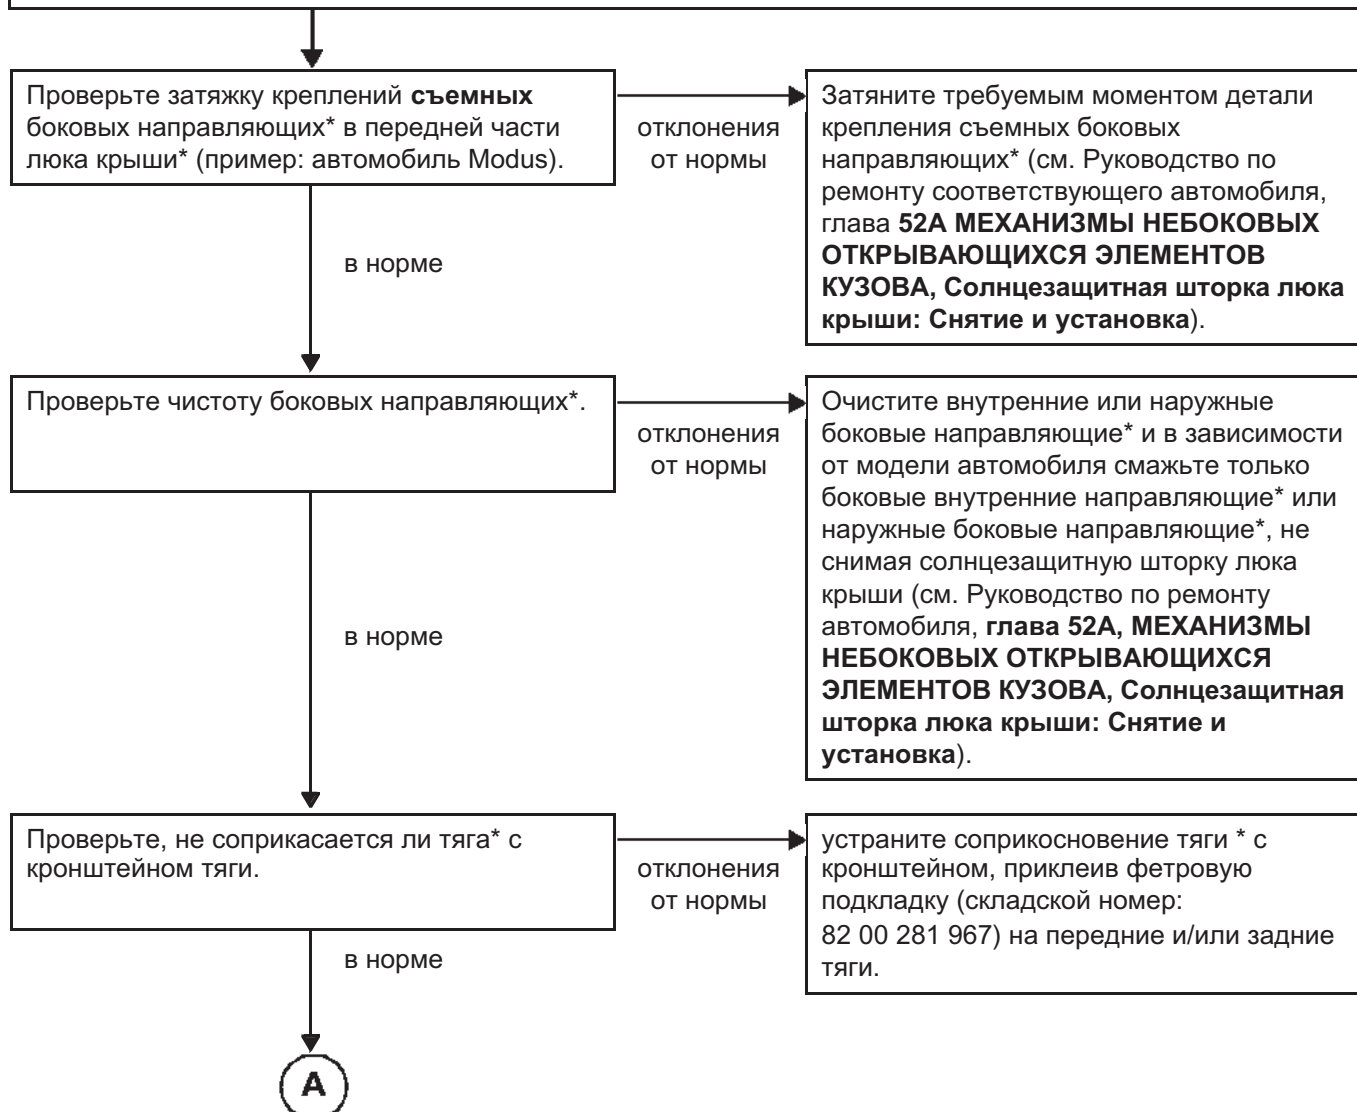 Проверьте затяжку креплений съемных
боковых направляющих* в передней части
люка крыши* (пример: автомобиль Modus).
отклонения
от нормы
Затяните требуемым моментом детали
крепления съемных боковых
направляющих* (см. Руководство по
ремонту соответствующего автомобиля,
глава 52A МЕХАНИЗМЫ НЕБОКОВЫХ
ОТКРЫВАЮЩИХСЯ ЭЛЕМЕНТОВ
КУЗОВА, Солнцезащитная шторка люка
крыши: Снятие и установка).
в норме
Проверьте чистоту боковых направляющих*.
отклонения
от нормы
Очистите внутренние или наружные
боковые направляющие* и в зависимости
от модели автомобиля смажьте только
боковые внутренние направляющие* или
наружные боковые направляющие*, не
снимая солнцезащитную шторку люка
крыши (см. Руководство по ремонту
автомобиля, глава 52A, МЕХАНИЗМЫ
НЕБОКОВЫХ ОТКРЫВАЮЩИХСЯ
ЭЛЕМЕНТОВ КУЗОВА, Солнцезащитная
шторка люка крыши: Снятие и
установка).
в норме
Проверьте, не соприкасается ли тяга* с
кронштейном тяги.
отклонения
от нормы
устраните соприкосновение тяги * с
кронштейном, приклеив фетровую
подкладку (складской номер:
82 00 281 967) на передние и/или задние
тяги.
в норме
A